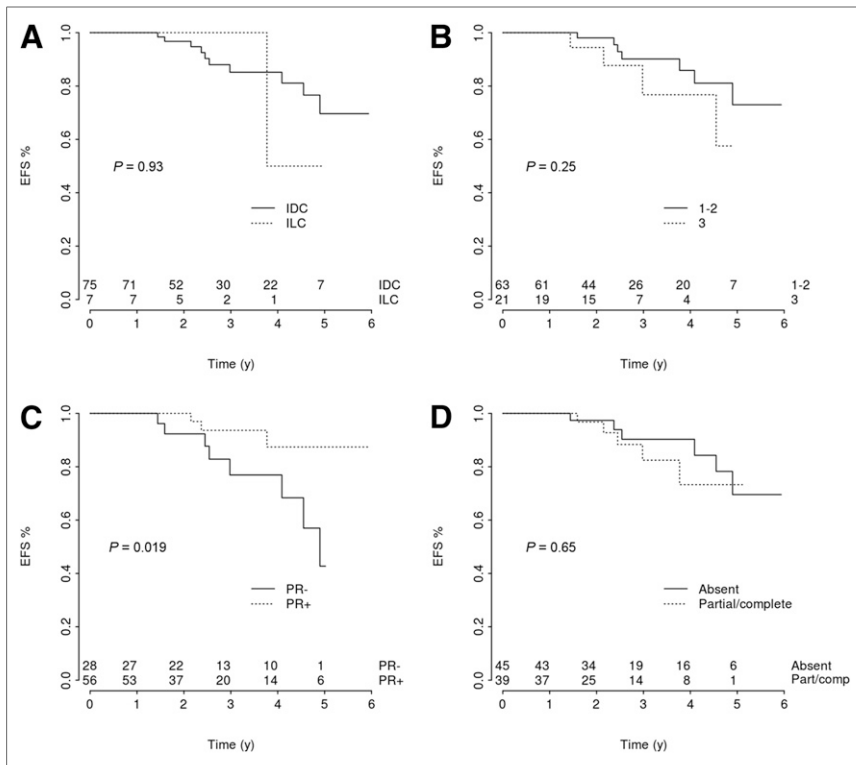 A
EFS %
0.0 0.2 0.4 0.6 0.8 1.0
P = 0.93
IDC
ILC
75 71 52 30 22 7 IDC
7 7 5 2 1 ILC
0 1 2 3 4 5 6
Time (y)
B
EFS %
0.0 0.2 0.4 0.6 0.8 1.0
P = 0.25
1-2
3
63 61 44 26 20 7 1-2
21 19 15 7 4 3
0 1 2 3 4 5 6
Time (y)
C
EFS %
0.0 0.2 0.4 0.6 0.8 1.0
P = 0.019
PR-
PR+
28 27 22 13 10 1 PR-
56 53 37 20 14 6 PR+
0 1 2 3 4 5 6
Time (y)
D
EFS %
0.0 0.2 0.4 0.6 0.8 1.0
P = 0.65
Absent
Partial/complete
45 43 34 19 16 6 Absent
39 37 25 14 8 1 Part/comp
0 1 2 3 4 5 6
Time (y)